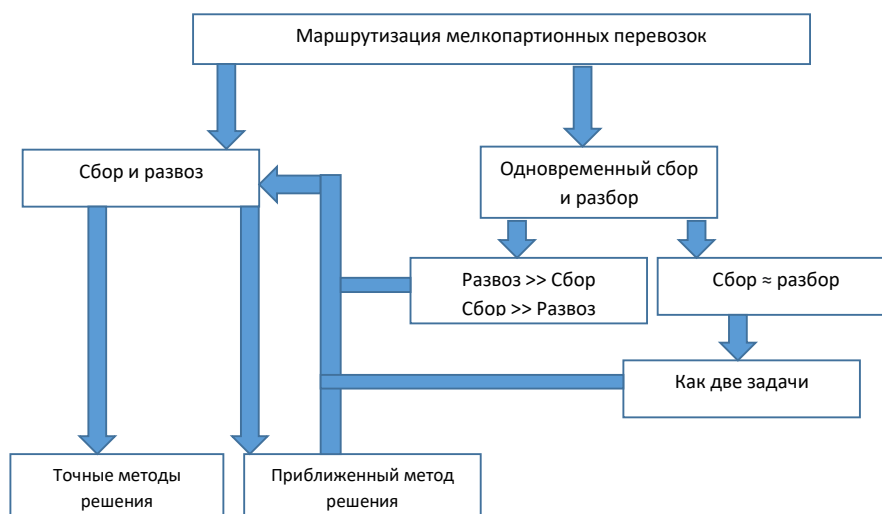 Маршрутизация мелкопартионных перевозок
Сбор и развоз
Одновременный сбор
и разбор
Развоз >> Сбор
Сбор >> Развоз
Сбор ≈ разбор
Как две задачи
Точные методы
решения
Приближенный метод
решения